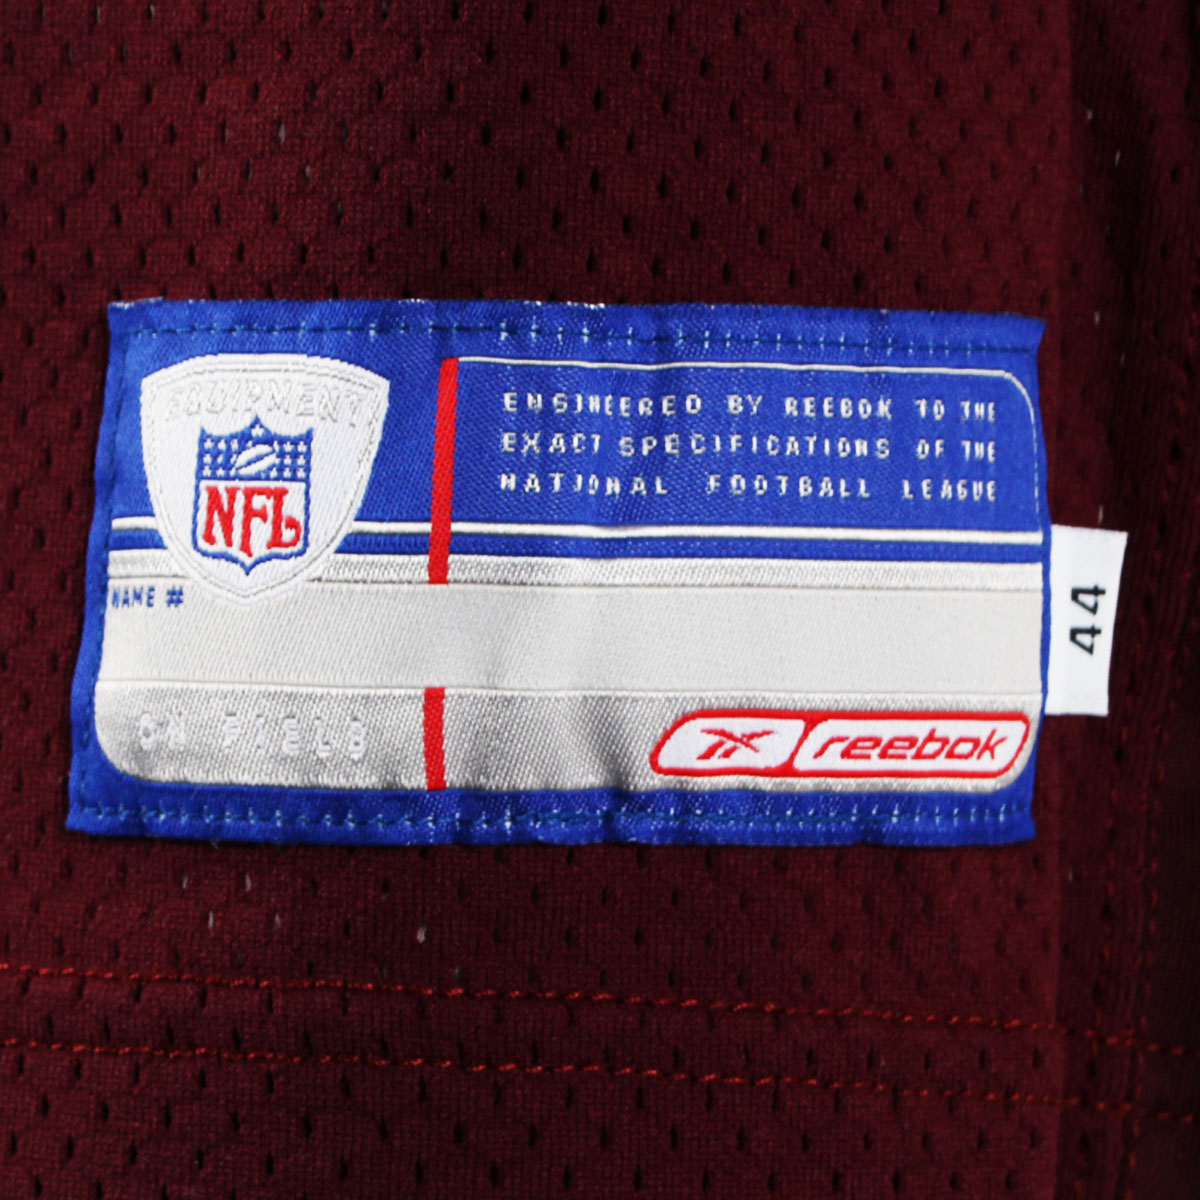 EQUIPMENT
NFL
ENGINEERED BY REEBOK TO THE
EXACT SPECIFICATIONS OF THE
NATIONAL FOOTBALL LEAGUE
NAME #
44
ON FIELD
reebok